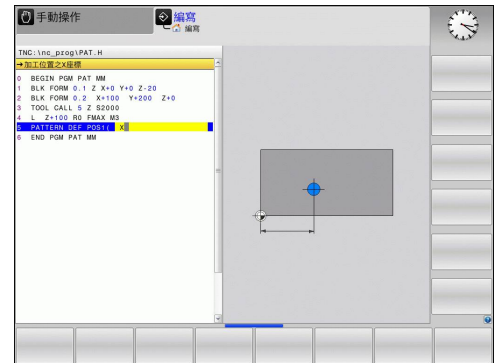 手動操作
編寫
編寫
TNC:\nc_prog\PAT.H
→加工位置之X座標
0 BEGIN PGM PAT MM
1 BLK FORM 0.1 Z X+0 Y+0 Z-20
2 BLK FORM 0.2 X+100 Y+200 Z+0
3 TOOL CALL 5 Z S2000
4 L Z+100 R0 FMAX M3
5 PATTERN DEF POS1( X
6 END PGM PAT MM